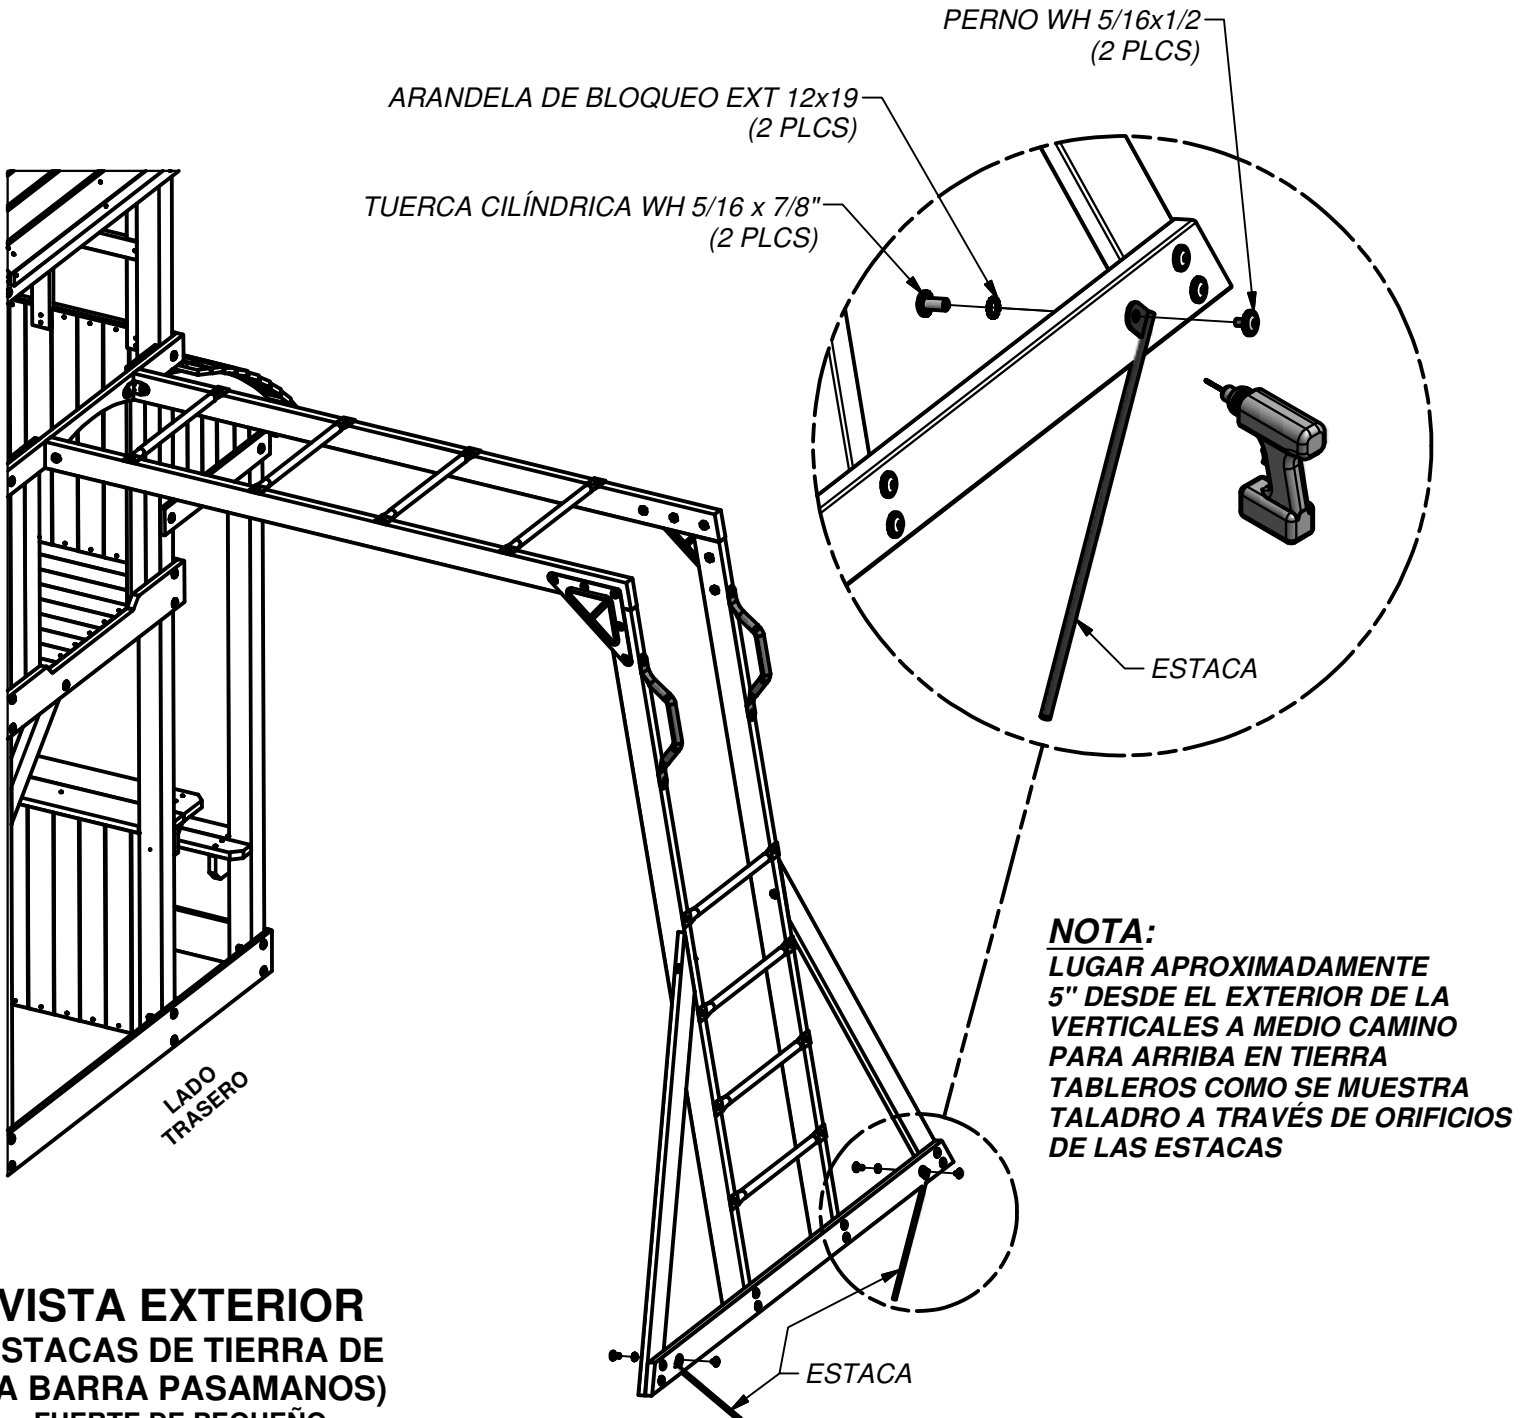 PERNO WH 5/16x1/2
(2 PLCS)
ARANDELA DE BLOQUEO EXT 12x19
(2 PLCS)
TUERCA CILÍNDRICA WH 5/16 x 7/8"
(2 PLCS)
ESTACA
NOTA:
LUGAR APROXIMADAMENTE
5" DESDE EL EXTERIOR DE LA
VERTICALES A MEDIO CAMINO
PARA ARRIBA EN TIERRA
TABLEROS COMO SE MUESTRA
TALADRO A TRAVÉS DE ORIFICIOS
DE LAS ESTACAS
LADO
TRASERO
VISTA EXTERIOR
STACAS DE TIERRA DE
A BARRA PASAMANOS)
FUERTE DE PEQUEÑO
ESTACA